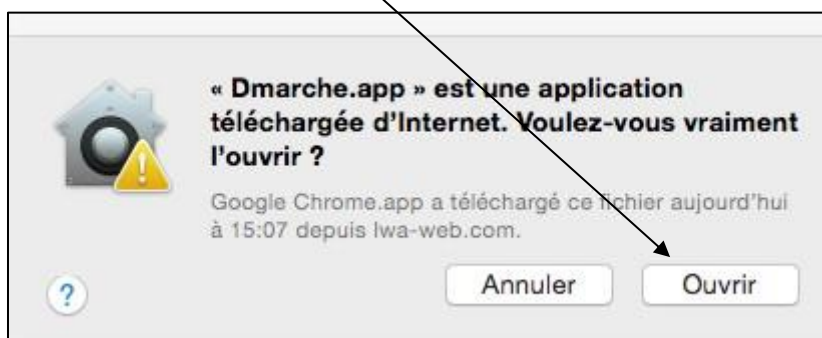 « Dmarche.app » est une application
téléchargée d'Internet. Voulez-vous vraiment
l'ouvrir ?
Google Chrome.app a téléchargé ce fichier aujourd'hui
à 15:07 depuis lwa-web.com.
?
Annuler
Ouvrir